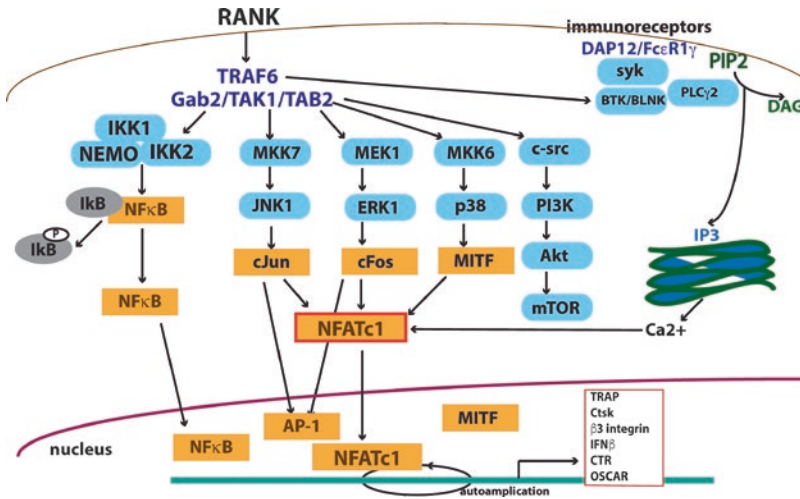 RANK
immunoreceptors
DAP12/FcεR1γ
PIP2
TRAF6
Gab2/TAK1/TAB2
syk
BTK/BLNK
PLCγ2
DAG
IKK1
NEMO
IKK2
MKK7
MEK1
MKK6
c-src
IkB
NFκB
JNK1
ERK1
p38
PI3K
P
IkB
IP3
cJun
cFos
MITF
Akt
NFκB
mTOR
NFATc1
Ca2+
nucleus
NFκB
AP-1
MITF
NFATc1
autoamplication
TRAP
Ctsk
β3 integrin
IFNβ
CTR
OSCAR